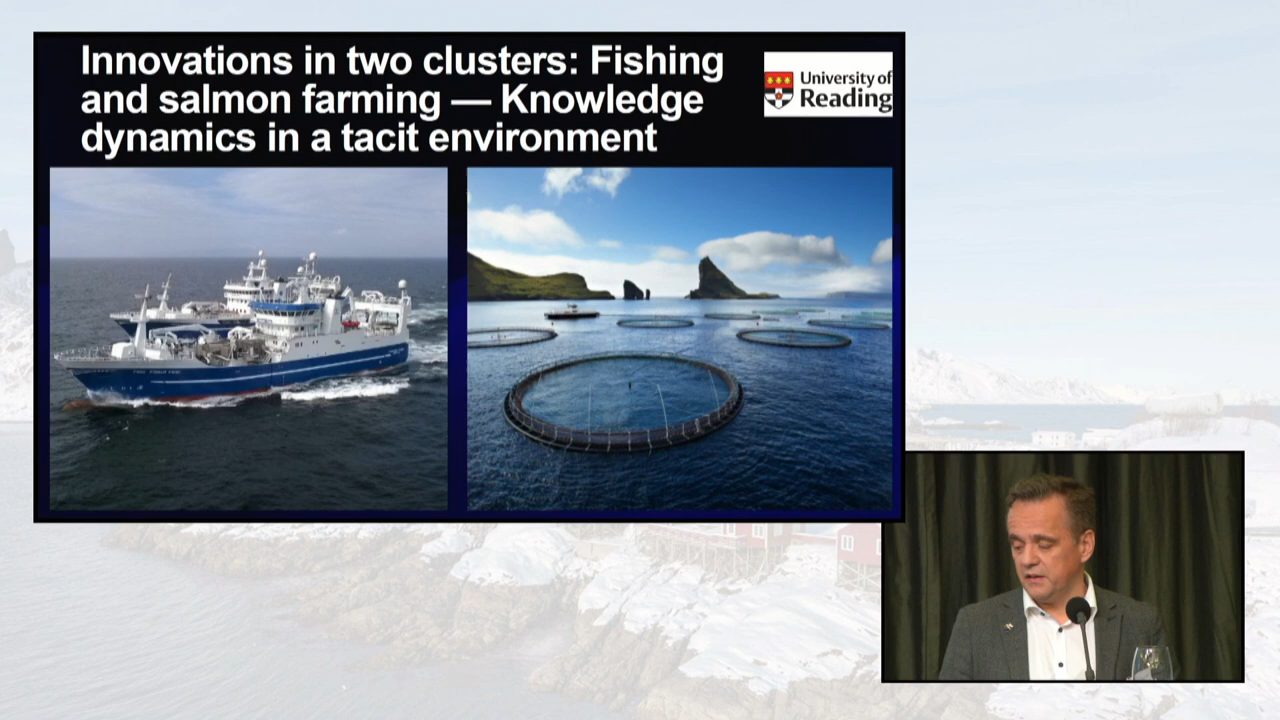 Innovations in two clusters: Fishing
and salmon farming — Knowledge
dynamics in a tacit environment
University of
Reading